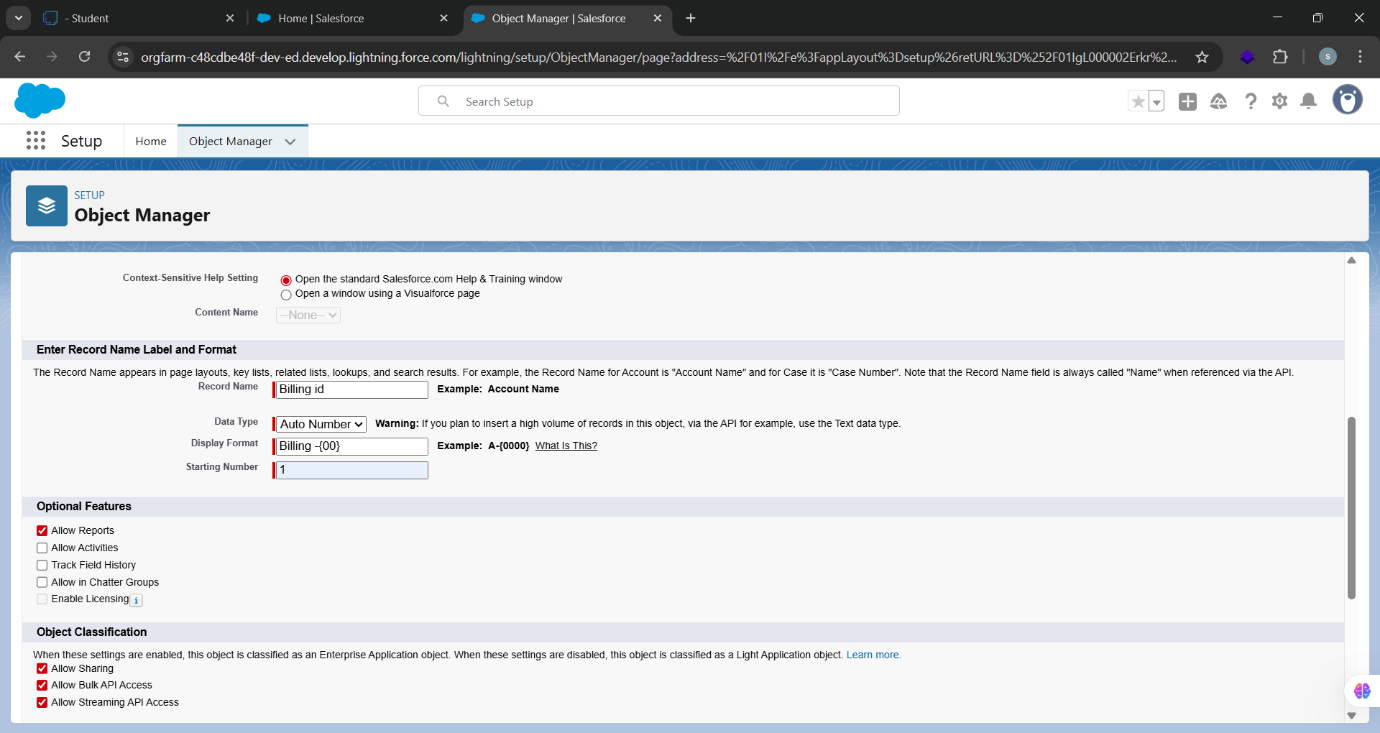 - Student
Home | Salesforce
Object Manager | Salesforce
orgfarm-c48cdbe48f-dev-ed.develop.lightning.force.com/lightning/setup/ObjectManager/page?address=%2F01I%2Fe%3FappLayout%3Dsetup%26retURL%3D%252F01IgL000002Erkr%2...
S
Search Setup
Setup
Home
Object Manager
SETUP
Object Manager
Context-Sensitive Help Setting
Open the standard Salesforce.com Help & Training window
Open a window using a Visualforce page
Content Name
--None--
Enter Record Name Label and Format
The Record Name appears in page layouts, key lists, related lists, lookups, and search results. For example, the Record Name for Account is "Account Name" and for Case it is "Case Number". Note that the Record Name field is always called "Name" when referenced via the API.
Record Name Billing id Example: Account Name
Data Type Auto Number Warning: If you plan to insert a high volume of records in this object, via the API for example, use the Text data type.
Display Format Billing -{00} Example: A-{0000} What Is This?
Starting Number 1
Optional Features
Allow Reports
Allow Activities
Track Field History
Allow in Chatter Groups
Enable Licensing i
Object Classification
When these settings are enabled, this object is classified as an Enterprise Application object. When these settings are disabled, this object is classified as a Light Application object. Learn more.
Allow Sharing
Allow Bulk API Access
Allow Streaming API Access